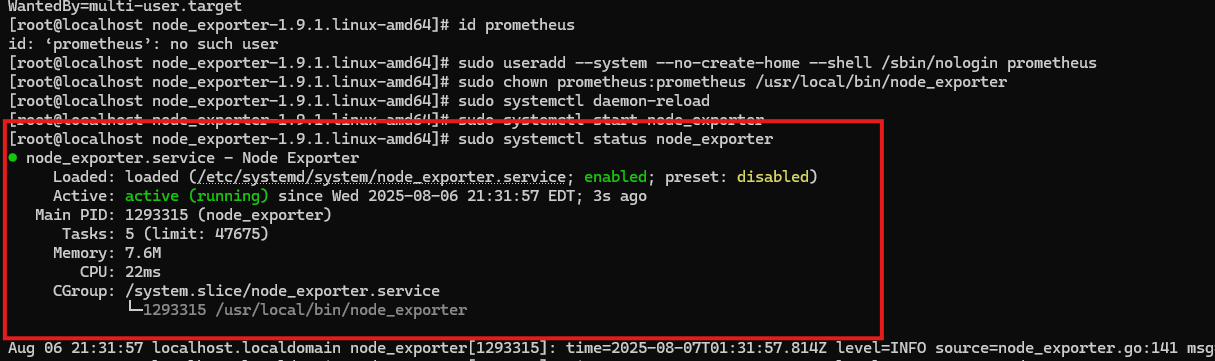 WantedBy=multi-user.target
[root@localhost node_exporter-1.9.1.linux-amd64]# id prometheus
id: ‘prometheus’: no such user
[root@localhost node_exporter-1.9.1.linux-amd64]# sudo useradd --system --no-create-home --shell /sbin/nologin prometheus
[root@localhost node_exporter-1.9.1.linux-amd64]# sudo chown prometheus:prometheus /usr/local/bin/node_exporter
[root@localhost node_exporter-1.9.1.linux-amd64]# sudo systemctl daemon-reload
[root@localhost node_exporter-1.9.1.linux-amd64]# sudo systemctl start node_exporter
[root@localhost node_exporter-1.9.1.linux-amd64]# sudo systemctl status node_exporter
● node_exporter.service - Node Exporter
Loaded: loaded (/etc/systemd/system/node_exporter.service; enabled; preset: disabled)
Active: active (running) since Wed 2025-08-06 21:31:57 EDT; 3s ago
Main PID: 1293315 (node_exporter)
Tasks: 5 (limit: 47675)
Memory: 7.6M
CPU: 22ms
CGroup: /system.slice/node_exporter.service
└─1293315 /usr/local/bin/node_exporter
Aug 06 21:31:57 localhost.localdomain node_exporter[1293315]: time=2025-08-07T01:31:57.814Z level=INFO source=node_exporter.go:141 msg